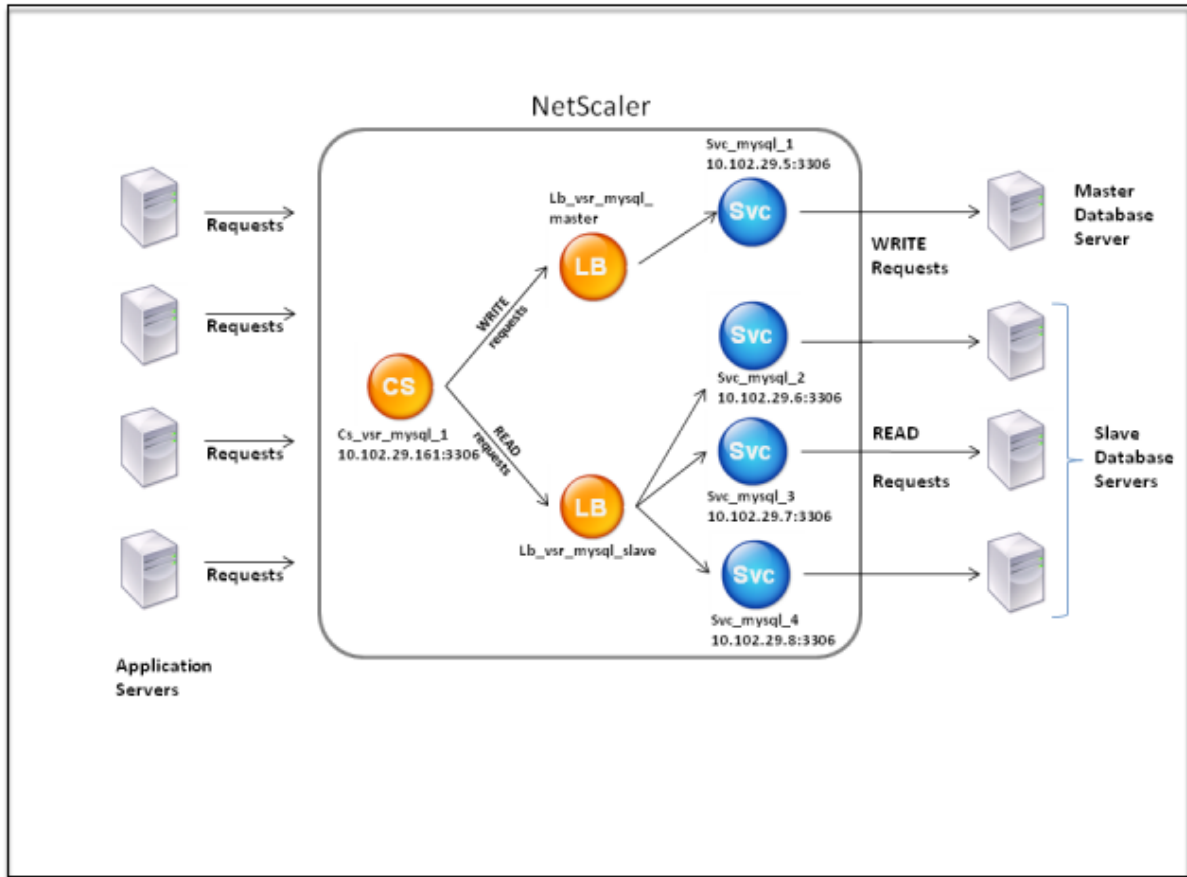 NetScaler
Requests
Requests
Requests
Requests
Application
Servers
CS
Cs_vsr_mysql_1
10.102.29.161:3306
WRITE
requests
READ
requests
Lb_vsr_mysql_
master
LB
LB
Lb_vsr_mysql_slave
Svc_mysql_1
10.102.29.5:3306
Svc
Svc
Svc_mysql_2
10.102.29.6:3306
Svc
Svc_mysql_3
10.102.29.7:3306
Svc
Svc_mysql_4
10.102.29.8:3306
WRITE
Requests
READ
Requests
Master
Database
Server
Slave
Database
Servers